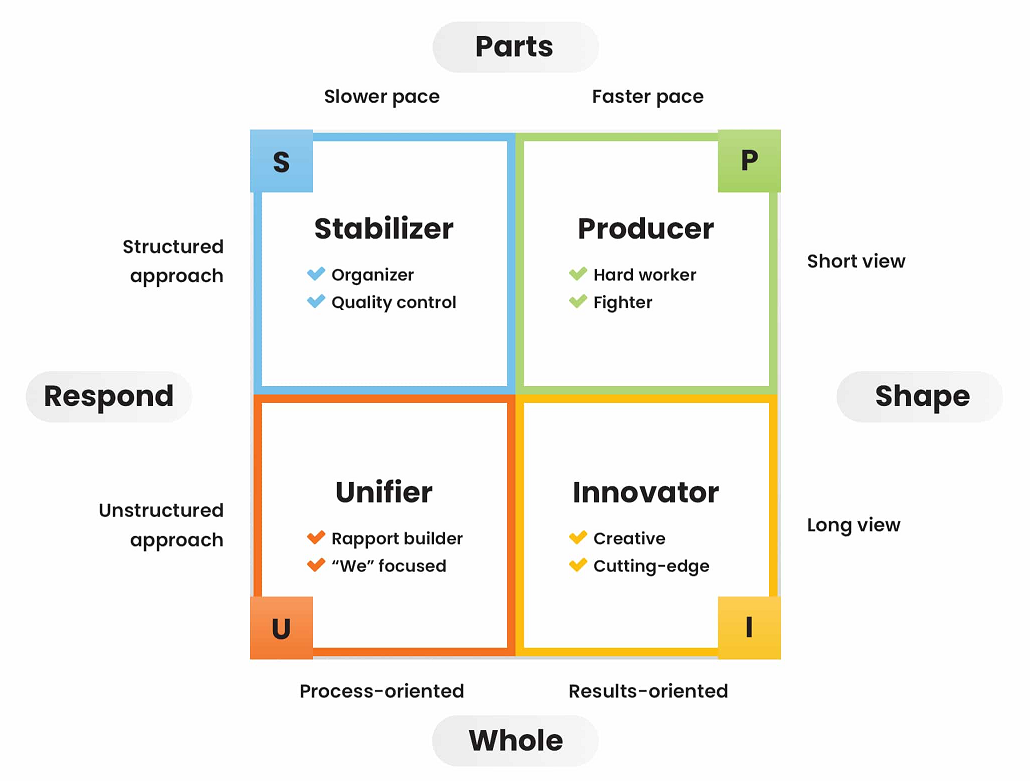 Parts
Slower pace
Faster pace
S
P
Stabilizer
Organizer
Quality control
Producer
Hard worker
Fighter
Structured
approach
Short view
Respond
Shape
Unifier
Rapport builder
“We” focused
Innovator
Creative
Cutting-edge
Unstructured
approach
Long view
U
I
Process-oriented
Results-oriented
Whole